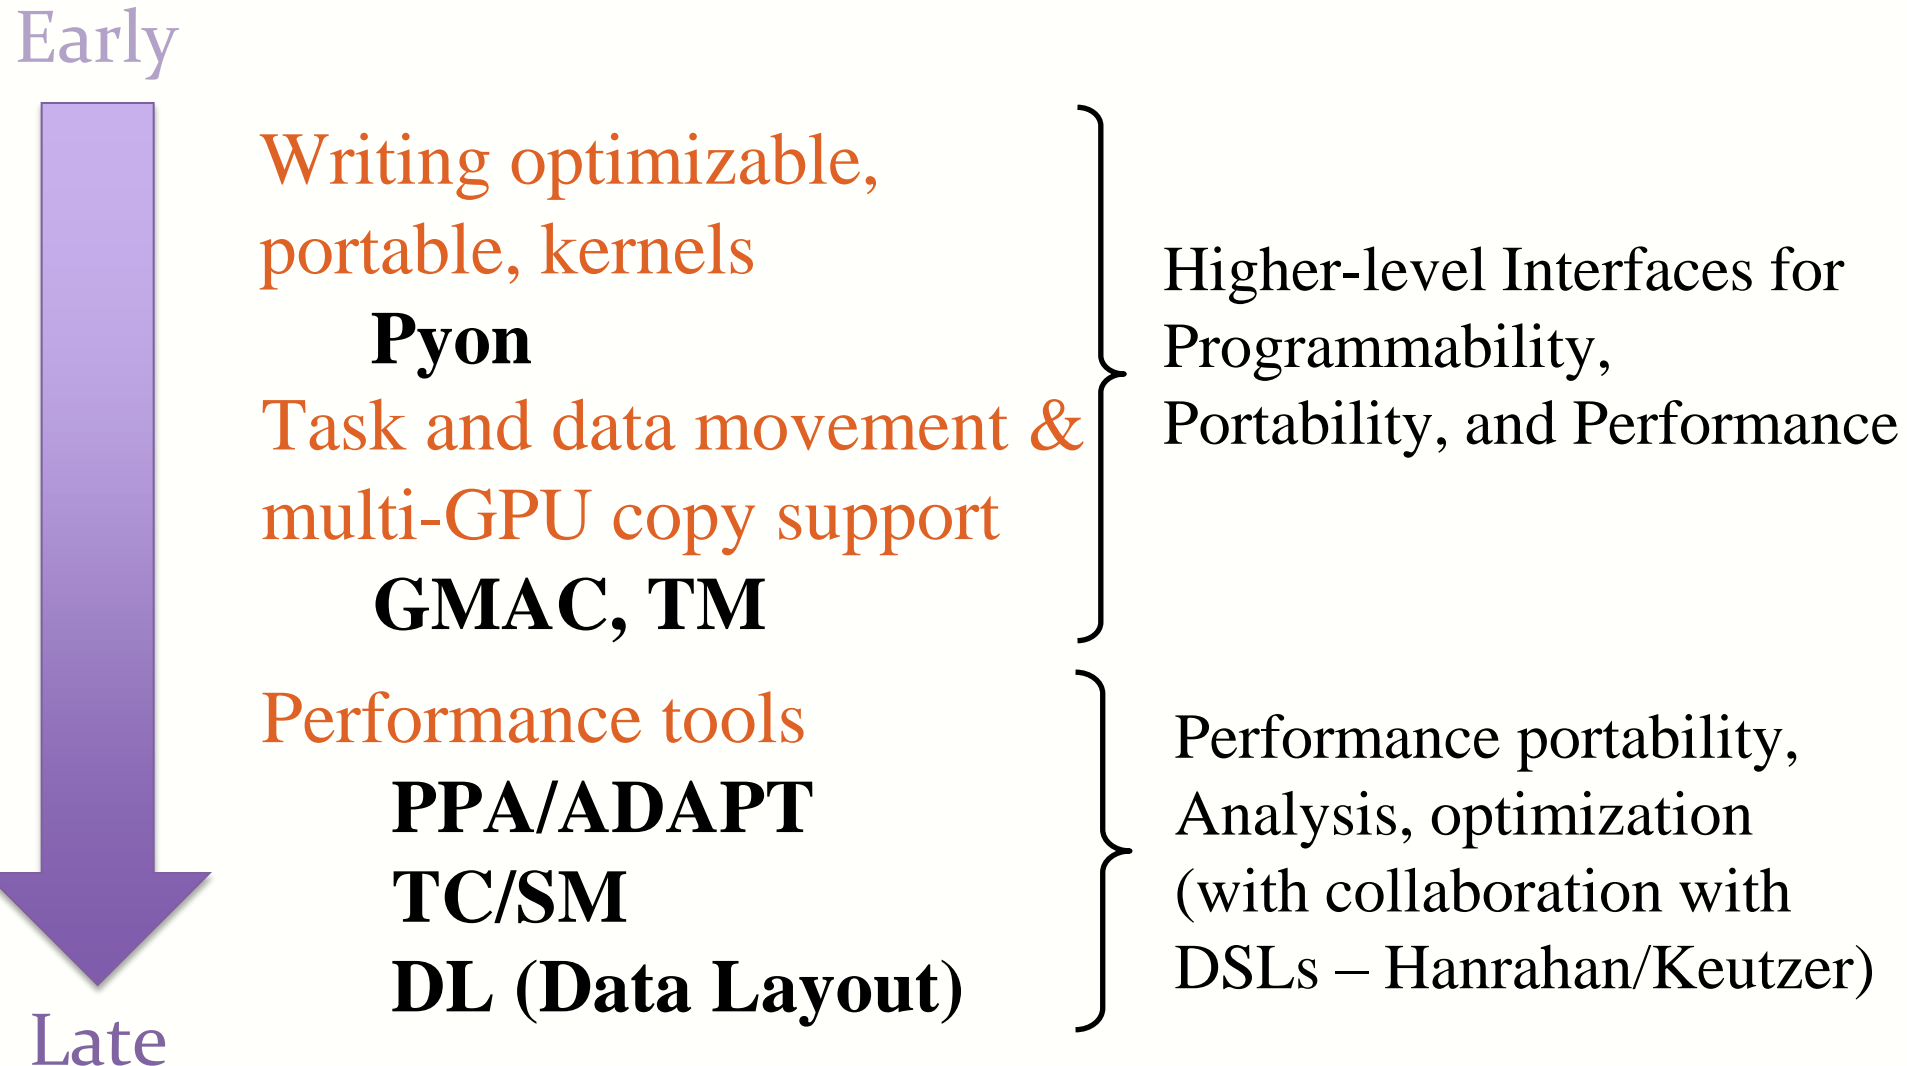 Early
Writing optimizable,
portable, kernels
Pyon
Task and data movement &
multi-GPU copy support
GMAC, TM
Higher-level Interfaces for
Programmability,
Portability, and Performance
Performance tools
PPA/ADAPT
TC/SM
DL (Data Layout)
Performance portability,
Analysis, optimization
(with collaboration with
DSLs – Hanrahan/Keutzer)
Late